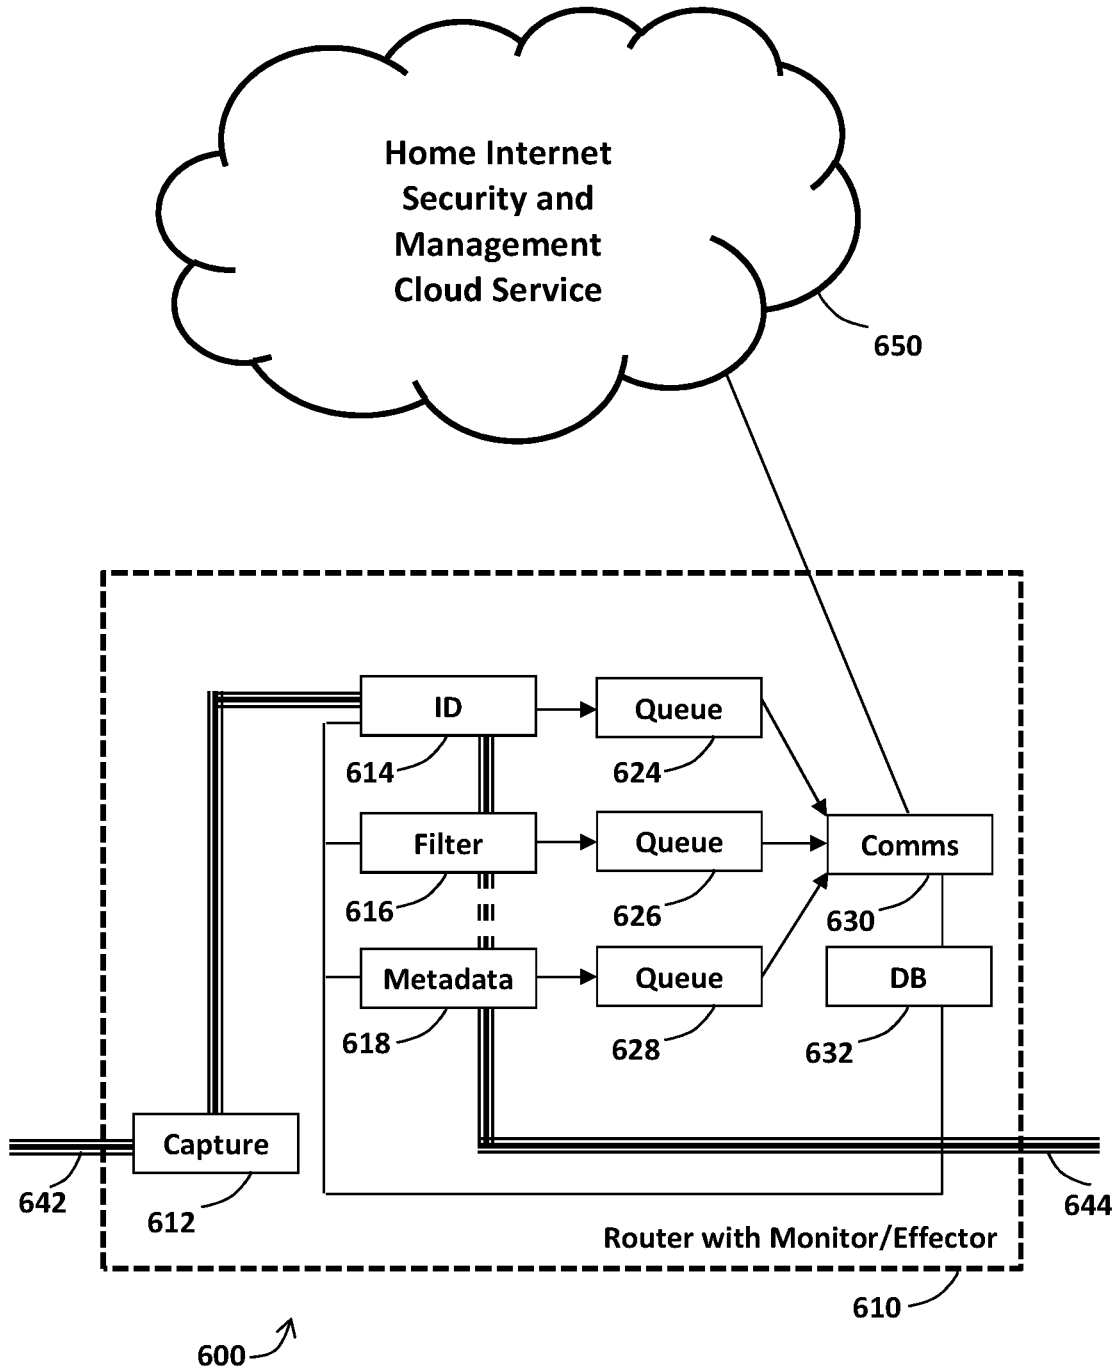 Home Internet
Security and
Management
Cloud Service
650
ID
Queue
614
624
Filter
Queue
Comms
616
626
630
Metadata
Queue
DB
618
628
632
Capture
642
612
644
Router with Monitor/Effector
610
600